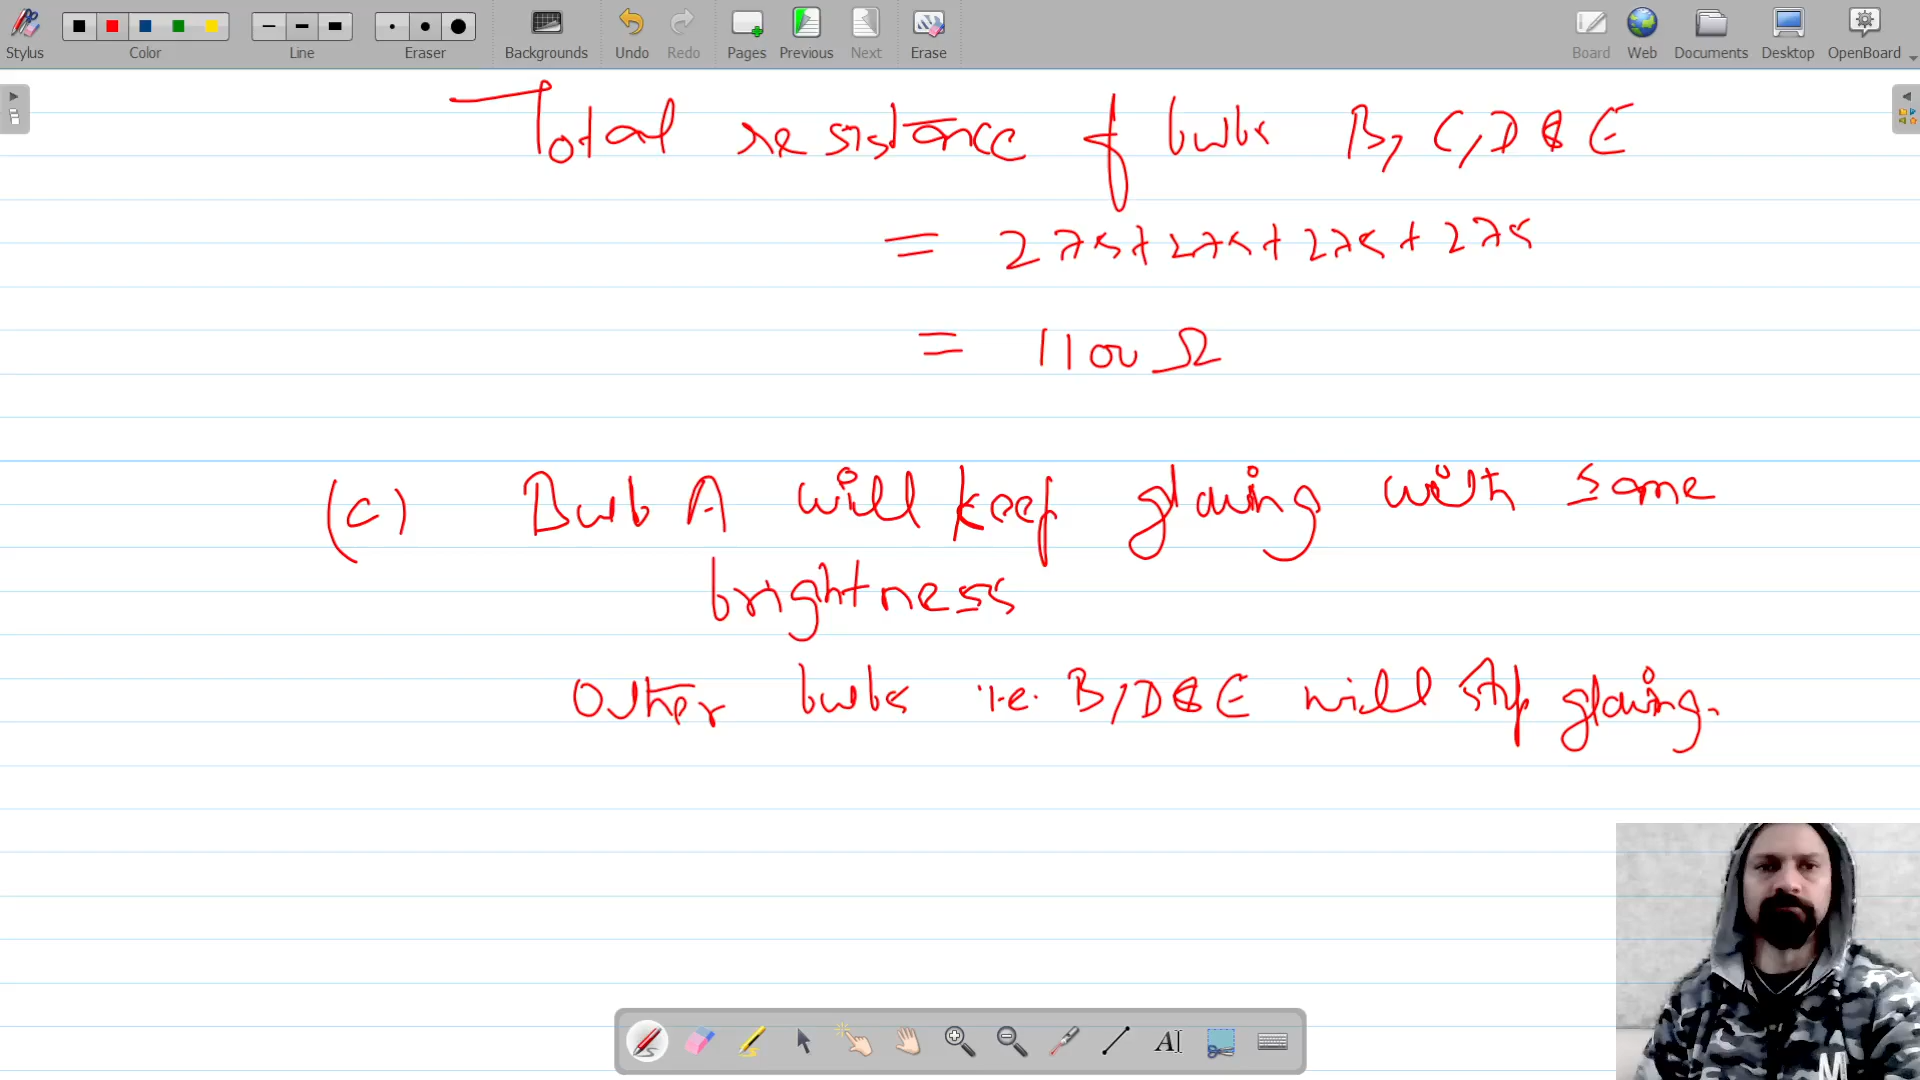 Stylus Color Line Eraser Backgrounds Undo Redo Pages Previous Next Erase Board Web Documents Desktop OpenBoard
Total resistance of bulbs B, C, D & E
= 275 + 275 + 275 + 275
= 1100 Ω
(c) Bulb A will keep glowing with same
brightness
Other bulbs i.e. B, D & E will stop glowing.
AI
M